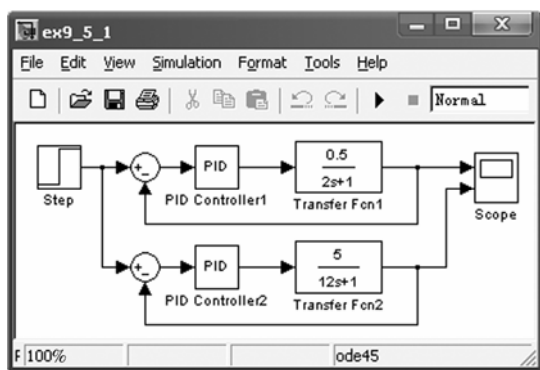 ex9_5_1
File Edit View Simulation Format Tools Help
Normal
Step
+
-
PID
PID Controller1
0.5
2s+1
Transfer Fcn1
Scope
+
-
PID
PID Controller2
5
12s+1
Transfer Fcn2
F 100% ode45